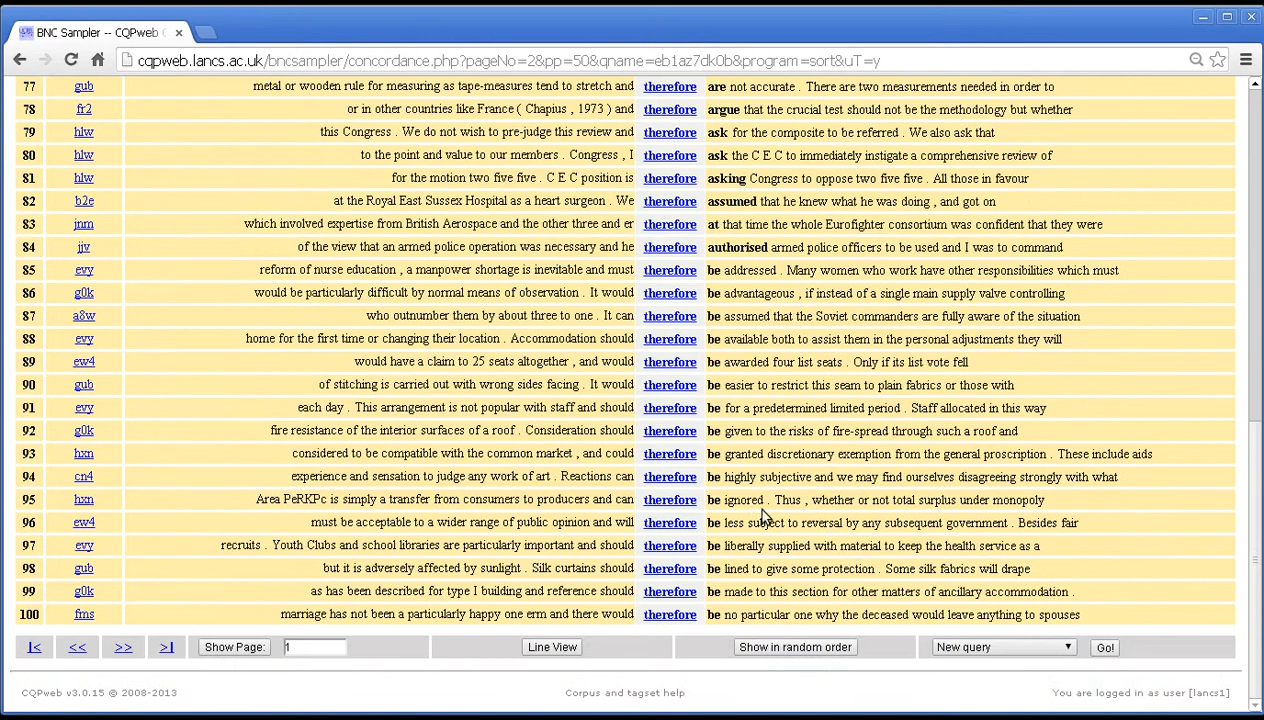 BNC Sampler -- CQPweb
cqpweb.lancs.ac.uk/bncsampler/concordance.php?pageNo=2&pp=50&qname=eb1az7dk0b&program=sort&uT=y
77 gub metal or wooden rule for measuring as tape-measures tend to stretch and therefore are not accurate . There are two measurements needed in order to
78 fr2 or in other countries like France ( Chapius , 1973 ) and therefore argue that the crucial test should not be the methodology but whether
79 hlw this Congress . We do not wish to pre-judge this review and therefore ask for the composite to be referred . We also ask that
80 hlw to the point and value to our members . Congress , I therefore ask the C E C to immediately instigate a comprehensive review of
81 hlw for the motion two five five . C E C position is therefore asking Congress to oppose two five five . All those in favour
82 b2e at the Royal East Sussex Hospital as a heart surgeon . We therefore assumed that he knew what he was doing , and got on
83 jnm which involved expertise from British Aerospace and the other three and er therefore at that time the whole Eurofighter consortium was confident that they were
84 jjv of the view that an armed police operation was necessary and he therefore authorised armed police officers to be used and I was to command
85 evy reform of nurse education , a manpower shortage is inevitable and must therefore be addressed . Many women who work have other responsibilities which must
86 g0k would be particularly difficult by normal means of observation . It would therefore be advantageous , if instead of a single main supply valve controlling
87 a8w who outnumber them by about three to one . It can therefore be assumed that the Soviet commanders are fully aware of the situation
88 evy home for the first time or changing their location . Accommodation should therefore be available both to assist them in the personal adjustments they will
89 ew4 would have a claim to 25 seats altogether , and would therefore be awarded four list seats . Only if its list vote fell
90 gub of stitching is carried out with wrong sides facing . It would therefore be easier to restrict this seam to plain fabrics or those with
91 evy each day . This arrangement is not popular with staff and should therefore be for a predetermined limited period . Staff allocated in this way
92 g0k fire resistance of the interior surfaces of a roof . Consideration should therefore be given to the risks of fire-spread through such a roof and
93 hxn considered to be compatible with the common market , and could therefore be granted discretionary exemption from the general proscription . These include aids
94 cn4 experience and sensation to judge any work of art . Reactions can therefore be highly subjective and we may find ourselves disagreeing strongly with what
95 hxn Area PeRKPc is simply a transfer from consumers to producers and can therefore be ignored . Thus , whether or not total surplus under monopoly
96 ew4 must be acceptable to a wider range of public opinion and will therefore be less subject to reversal by any subsequent government . Besides fair
97 evy recruits . Youth Clubs and school libraries are particularly important and should therefore be liberally supplied with material to keep the health service as a
98 gub but it is adversely affected by sunlight . Silk curtains should therefore be lined to give some protection . Some silk fabrics will drape
99 g0k as has been described for type I building and reference should therefore be made to this section for other matters of ancillary accommodation .
100 fms marriage has not been a particularly happy one erm and there would therefore be no particular one why the deceased would leave anything to spouses
|< << >> >| Show Page: 1 Line View Show in random order New query Go!
CQPweb v3.0.15 © 2008-2013 Corpus and tagset help You are logged in as user [lancs1]